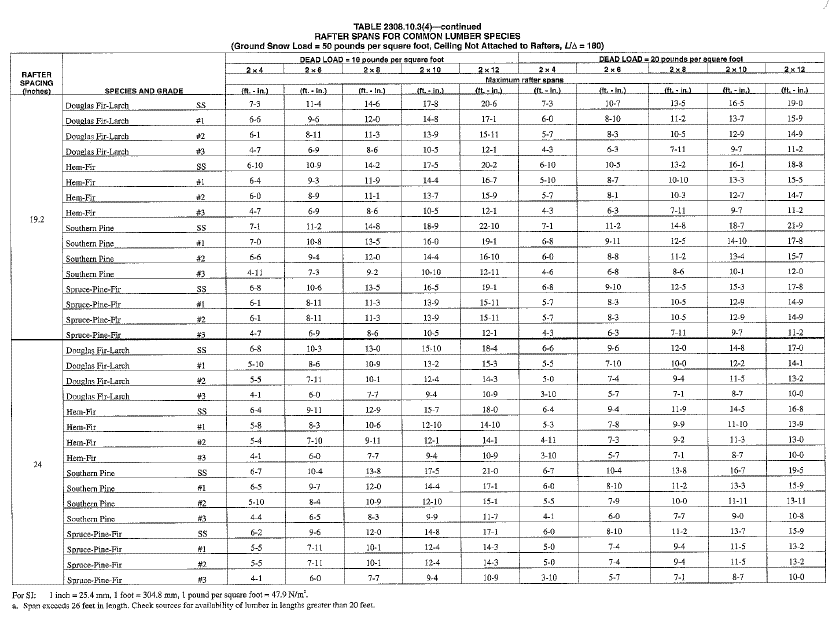 TABLE 2308.10.3(4)—continued
RAFTER SPANS FOR COMMON LUMBER SPECIES
(Ground Snow Load = 50 pounds per square foot, Ceiling Not Attached to Rafters, L/Δ = 180)
RAFTER SPACING (inches) SPECIES AND GRADE DEAD LOAD = 10 pounds per square foot DEAD LOAD = 20 pounds per square foot
2 × 4 2 × 6 2 × 8 2 × 10 2 × 12 2 × 4 2 × 6 2 × 8 2 × 10 2 × 12
Maximum rafter spans
(ft. - in.) (ft. - in.) (ft. - in.) (ft. - in.) (ft. - in.) (ft. - in.) (ft. - in.) (ft. - in.) (ft. - in.) (ft. - in.)
19.2
Douglas Fir-Larch SS 7-3 11-4 14-6 17-8 20-6 7-3 10-7 13-5 16-5 19-0
Douglas Fir-Larch #1 6-6 9-6 12-0 14-8 17-1 6-0 8-10 11-2 13-7 15-9
Douglas Fir-Larch #2 6-1 8-11 11-3 13-9 15-11 5-7 8-3 10-5 12-9 14-9
Douglas Fir-Larch #3 4-7 6-9 8-6 10-5 12-1 4-3 6-3 7-11 9-7 11-2
Hem-Fir SS 6-10 10-9 14-2 17-5 20-2 6-10 10-5 13-2 16-1 18-8
Hem-Fir #1 6-4 9-3 11-9 14-4 16-7 5-10 8-7 10-10 13-3 15-5
Hem-Fir #2 6-0 8-9 11-1 13-7 15-9 5-7 8-1 10-3 12-7 14-7
Hem-Fir #3 4-7 6-9 8-6 10-5 12-1 4-3 6-3 7-11 9-7 11-2
Southern Pine SS 7-1 11-2 14-8 18-9 22-10 7-1 11-2 14-8 18-7 21-9
Southern Pine #1 7-0 10-8 13-5 16-0 19-1 6-8 9-11 12-5 14-10 17-8
Southern Pine #2 6-6 9-4 12-0 14-4 16-10 6-0 8-8 11-2 13-4 15-7
Southern Pine #3 4-11 7-3 9-2 10-10 12-11 4-6 6-8 8-6 10-1 12-0
Spruce-Pine-Fir SS 6-8 10-6 13-5 16-5 19-1 6-8 9-10 12-5 15-3 17-8
Spruce-Pine-Fir #1 6-1 8-11 11-3 13-9 15-11 5-7 8-3 10-5 12-9 14-9
Spruce-Pine-Fir #2 6-1 8-11 11-3 13-9 15-11 5-7 8-3 10-5 12-9 14-9
Spruce-Pine-Fir #3 4-7 6-9 8-6 10-5 12-1 4-3 6-3 7-11 9-7 11-2
24
Douglas Fir-Larch SS 6-8 10-3 13-0 15-10 18-4 6-6 9-6 12-0 14-8 17-0
Douglas Fir-Larch #1 5-10 8-6 10-9 13-2 15-3 5-5 7-10 10-0 12-2 14-1
Douglas Fir-Larch #2 5-5 7-11 10-1 12-4 14-3 5-0 7-4 9-4 11-5 13-2
Douglas Fir-Larch #3 4-1 6-0 7-7 9-4 10-9 3-10 5-7 7-1 8-7 10-0
Hem-Fir SS 6-4 9-11 12-9 15-7 18-0 6-4 9-4 11-9 14-5 16-8
Hem-Fir #1 5-8 8-3 10-6 12-10 14-10 5-3 7-8 9-9 11-10 13-9
Hem-Fir #2 5-4 7-10 9-11 12-1 14-1 4-11 7-3 9-2 11-3 13-0
Hem-Fir #3 4-1 6-0 7-7 9-4 10-9 3-10 5-7 7-1 8-7 10-0
Southern Pine SS 6-7 10-4 13-8 17-5 21-0 6-7 10-4 13-8 16-7 19-5
Southern Pine #1 6-5 9-7 12-0 14-4 17-1 6-0 8-10 11-2 13-3 15-9
Southern Pine #2 5-10 8-4 10-9 12-10 15-1 5-5 7-9 10-0 11-11 13-11
Southern Pine #3 4-4 6-5 8-3 9-9 11-7 4-1 6-0 7-7 9-0 10-8
Spruce-Pine-Fir SS 6-2 9-6 12-0 14-8 17-1 6-0 8-10 11-2 13-7 15-9
Spruce-Pine-Fir #1 5-5 7-11 10-1 12-4 14-3 5-0 7-4 9-4 11-5 13-2
Spruce-Pine-Fir #2 5-5 7-11 10-1 12-4 14-3 5-0 7-4 9-4 11-5 13-2
Spruce-Pine-Fir #3 4-1 6-0 7-7 9-4 10-9 3-10 5-7 7-1 8-7 10-0
For SI: 1 inch = 25.4 mm, 1 foot = 304.8 mm, 1 pound per square foot = 47.9 N/m².
a. Span exceeds 26 feet in length. Check sources for availability of lumber in lengths greater than 20 feet.